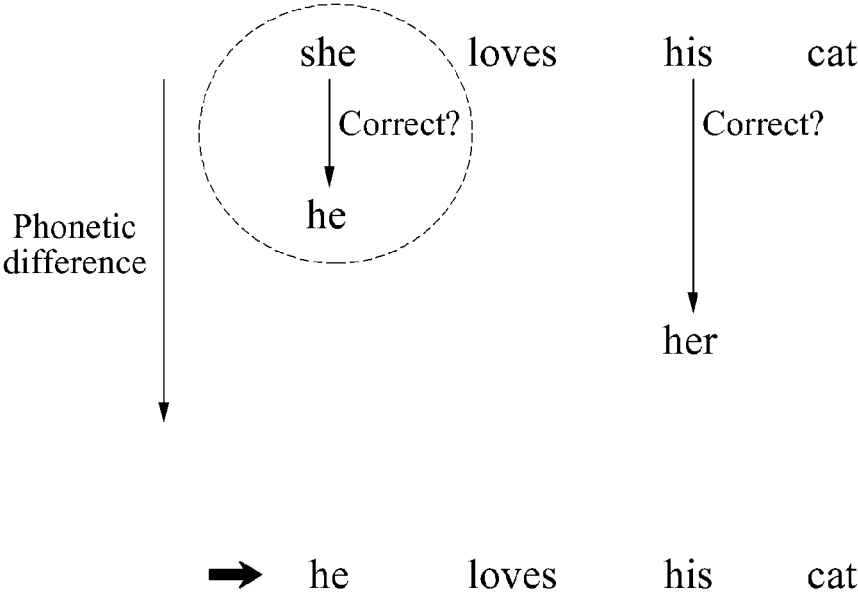 she loves his cat
Correct? Correct?
he
Phonetic
difference
her
he loves his cat